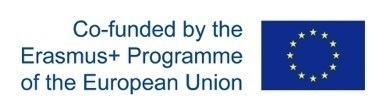 Co-funded by the
Erasmus+ Programme
of the European Union